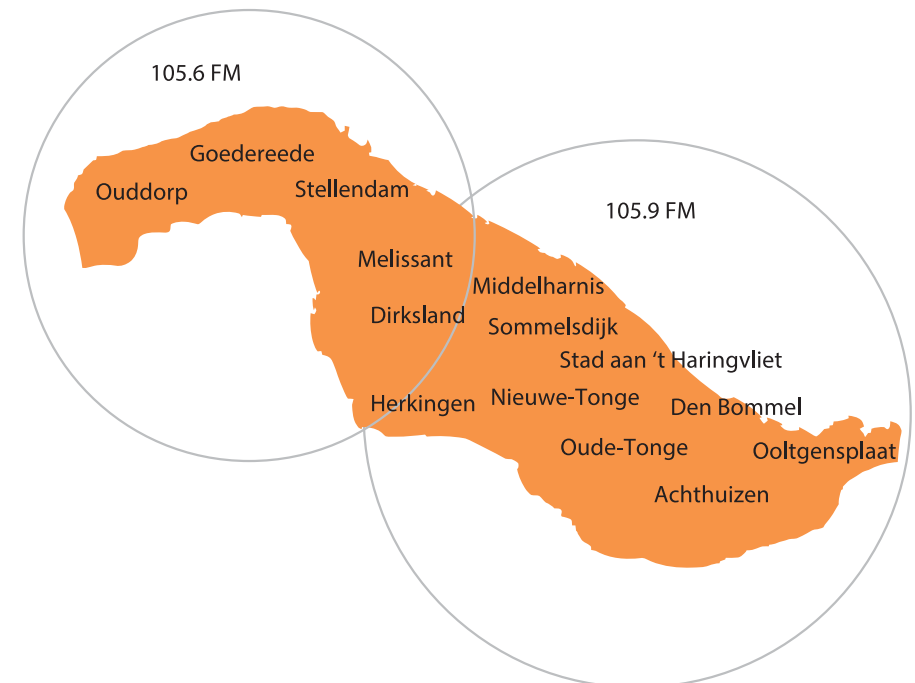 105.6 FM
Goedereede
Ouddorp
Stellendam
105.9 FM
Melissant
Middelharnis
Dirksland
Sommelsdijk
Stad aan ‘t Haringvliet
Herkingen
Nieuwe-Tonge
Den Bommel
Oude-Tonge
Ooltgensplaat
Achthuizen